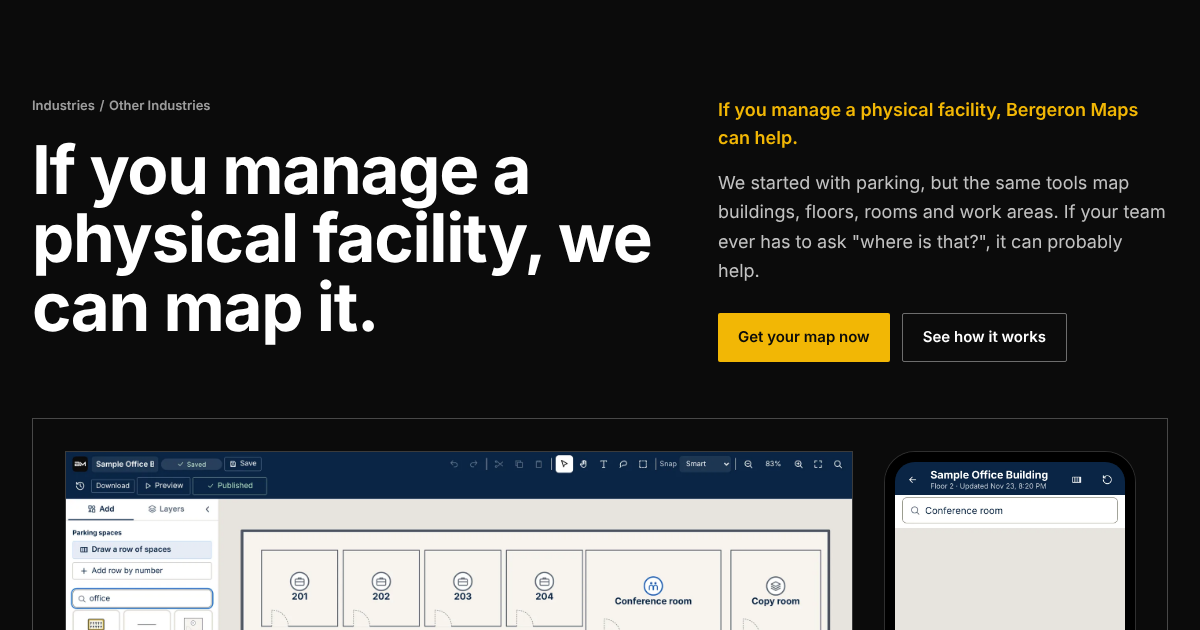 Industries / Other Industries
If you manage a
physical facility, we
can map it.
If you manage a physical facility, Bergeron Maps
can help.
We started with parking, but the same tools map
buildings, floors, rooms and work areas. If your team
ever has to ask "where is that?", it can probably
help.
Get your map now
See how it works
BM Sample Office B Saved Save Snap Smart 83%
Download Preview Published
Add Layers
Parking spaces
Draw a row of spaces
Add row by number
office
201 202 203 204 Conference room Copy room
Sample Office Building
Floor 2 · Updated Nov 23, 8:20 PM
Conference room